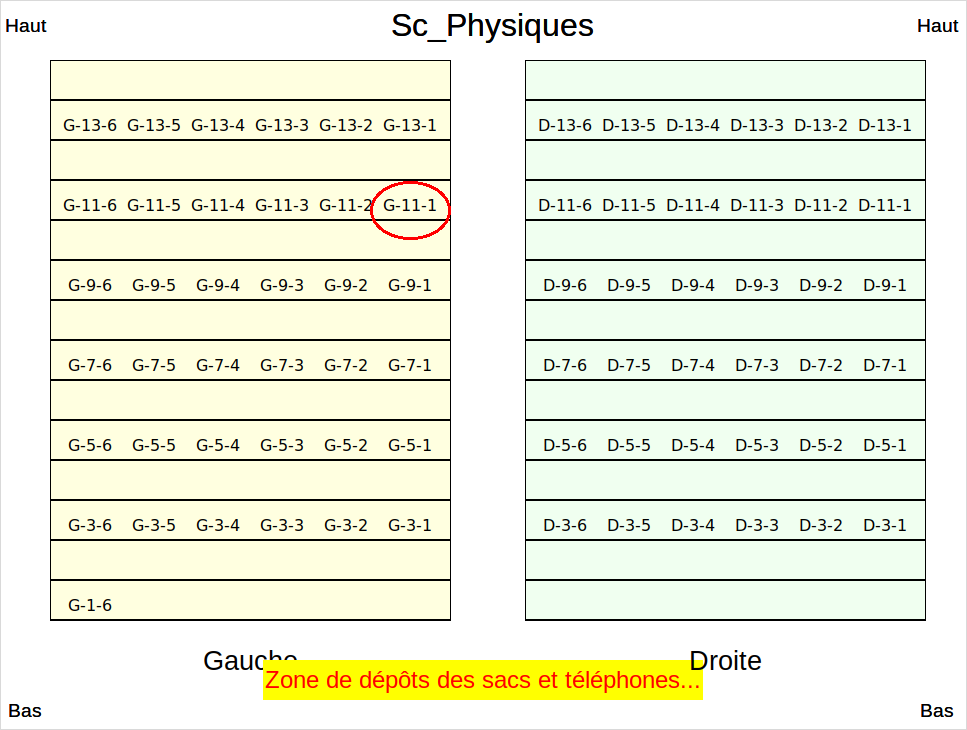 Sc_Physiques
Haut Haut
G-13-6 G-13-5 G-13-4 G-13-3 G-13-2 G-13-1 D-13-6 D-13-5 D-13-4 D-13-3 D-13-2 D-13-1
G-11-6 G-11-5 G-11-4 G-11-3 G-11-2 G-11-1 D-11-6 D-11-5 D-11-4 D-11-3 D-11-2 D-11-1
G-9-6 G-9-5 G-9-4 G-9-3 G-9-2 G-9-1 D-9-6 D-9-5 D-9-4 D-9-3 D-9-2 D-9-1
G-7-6 G-7-5 G-7-4 G-7-3 G-7-2 G-7-1 D-7-6 D-7-5 D-7-4 D-7-3 D-7-2 D-7-1
G-5-6 G-5-5 G-5-4 G-5-3 G-5-2 G-5-1 D-5-6 D-5-5 D-5-4 D-5-3 D-5-2 D-5-1
G-3-6 G-3-5 G-3-4 G-3-3 G-3-2 G-3-1 D-3-6 D-3-5 D-3-4 D-3-3 D-3-2 D-3-1
G-1-6
Gauche Droite
Zone de dépôts des sacs et téléphones...
Bas Bas